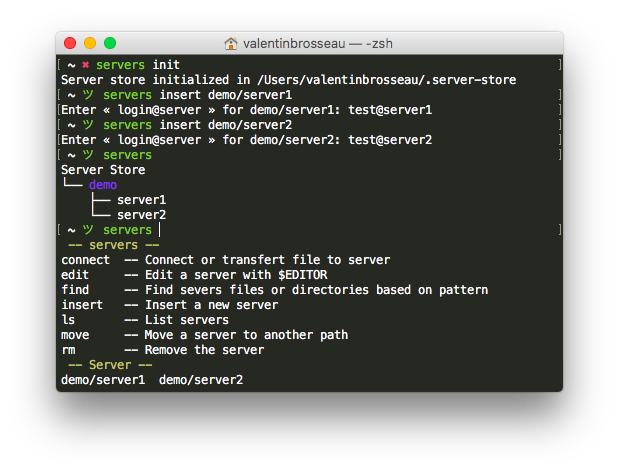 valentinbrosseau — -zsh
[ ~ ✖ servers init ]
Server store initialized in /Users/valentinbrosseau/.server-store
[ ~ ツ servers insert demo/server1 ]
[Enter « login@server » for demo/server1: test@server1 ]
[ ~ ツ servers insert demo/server2 ]
[Enter « login@server » for demo/server2: test@server2 ]
[ ~ ツ servers ]
Server Store
└── demo
    ├── server1
    └── server2
[ ~ ツ servers ]
-- servers --
connect -- Connect or transfert file to server
edit -- Edit a server with $EDITOR
find -- Find severs files or directories based on pattern
insert -- Insert a new server
ls -- List servers
move -- Move a server to another path
rm -- Remove the server
-- Server --
demo/server1 demo/server2